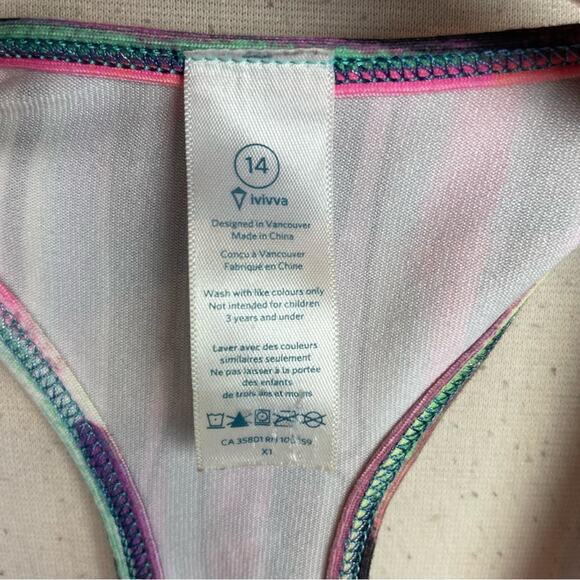 14
ivivva
Designed in Vancouver
Made in China
Conçu à Vancouver
Fabriqué en Chine
Wash with like colours only
Not intended for children
3 years and under
Laver avec des couleurs
similaires seulement
Ne pas laisser à la portée
des enfants
de trois ans et moins
CA 35801 RN
X1